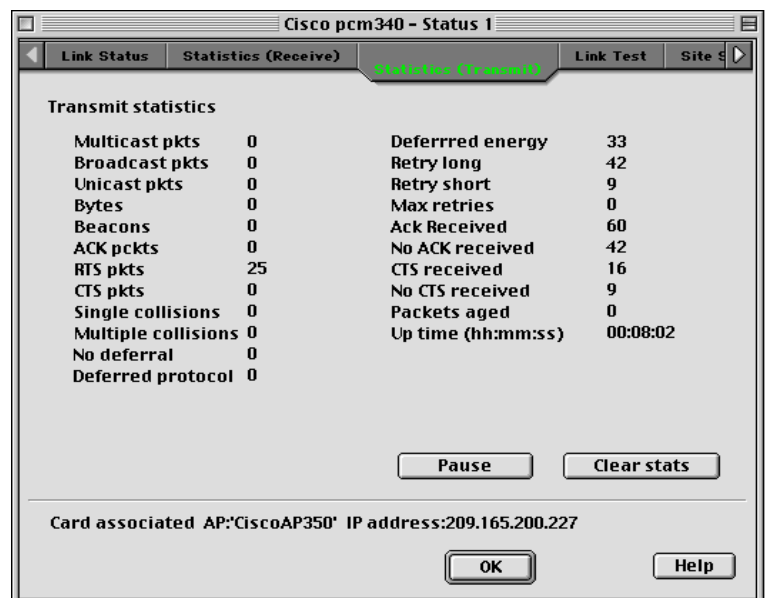 Cisco pcm340 - Status 1
Link Status Statistics (Receive) Statistics (Transmit) Link Test Site S
Transmit statistics
Multicast pkts 0
Broadcast pkts 0
Unicast pkts 0
Bytes 0
Beacons 0
ACK pckts 0
RTS pkts 25
CTS pkts 0
Single collisions 0
Multiple collisions 0
No deferral 0
Deferred protocol 0
Deferrred energy 33
Retry long 42
Retry short 9
Max retries 0
Ack Received 60
No ACK received 42
CTS received 16
No CTS received 9
Packets aged 0
Up time (hh:mm:ss) 00:08:02
Pause Clear stats
Card associated AP:'CiscoAP350' IP address:209.165.200.227
OK Help